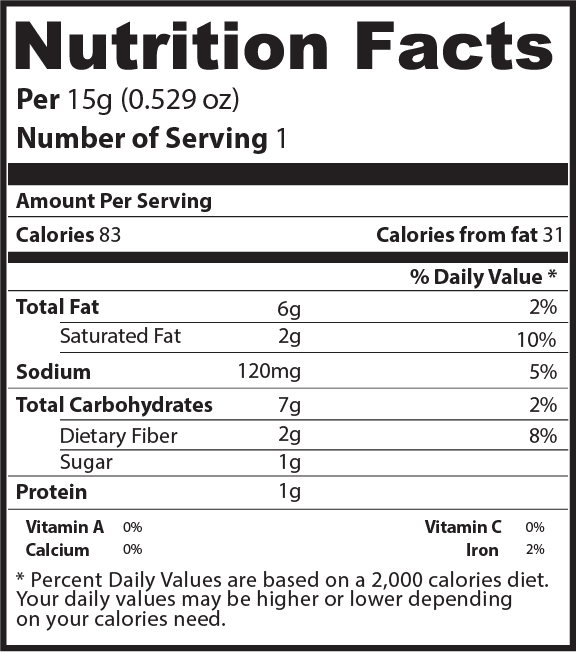 Nutrition Facts
Per 15g (0.529 oz)
Number of Serving 1
Amount Per Serving
Calories 83 Calories from fat 31
% Daily Value *
Total Fat 6g 2%
Saturated Fat 2g 10%
Sodium 120mg 5%
Total Carbohydrates 7g 2%
Dietary Fiber 2g 8%
Sugar 1g
Protein 1g
Vitamin A 0% Vitamin C 0%
Calcium 0% Iron 2%
* Percent Daily Values are based on a 2,000 calories diet.
Your daily values may be higher or lower depending
on your calories need.